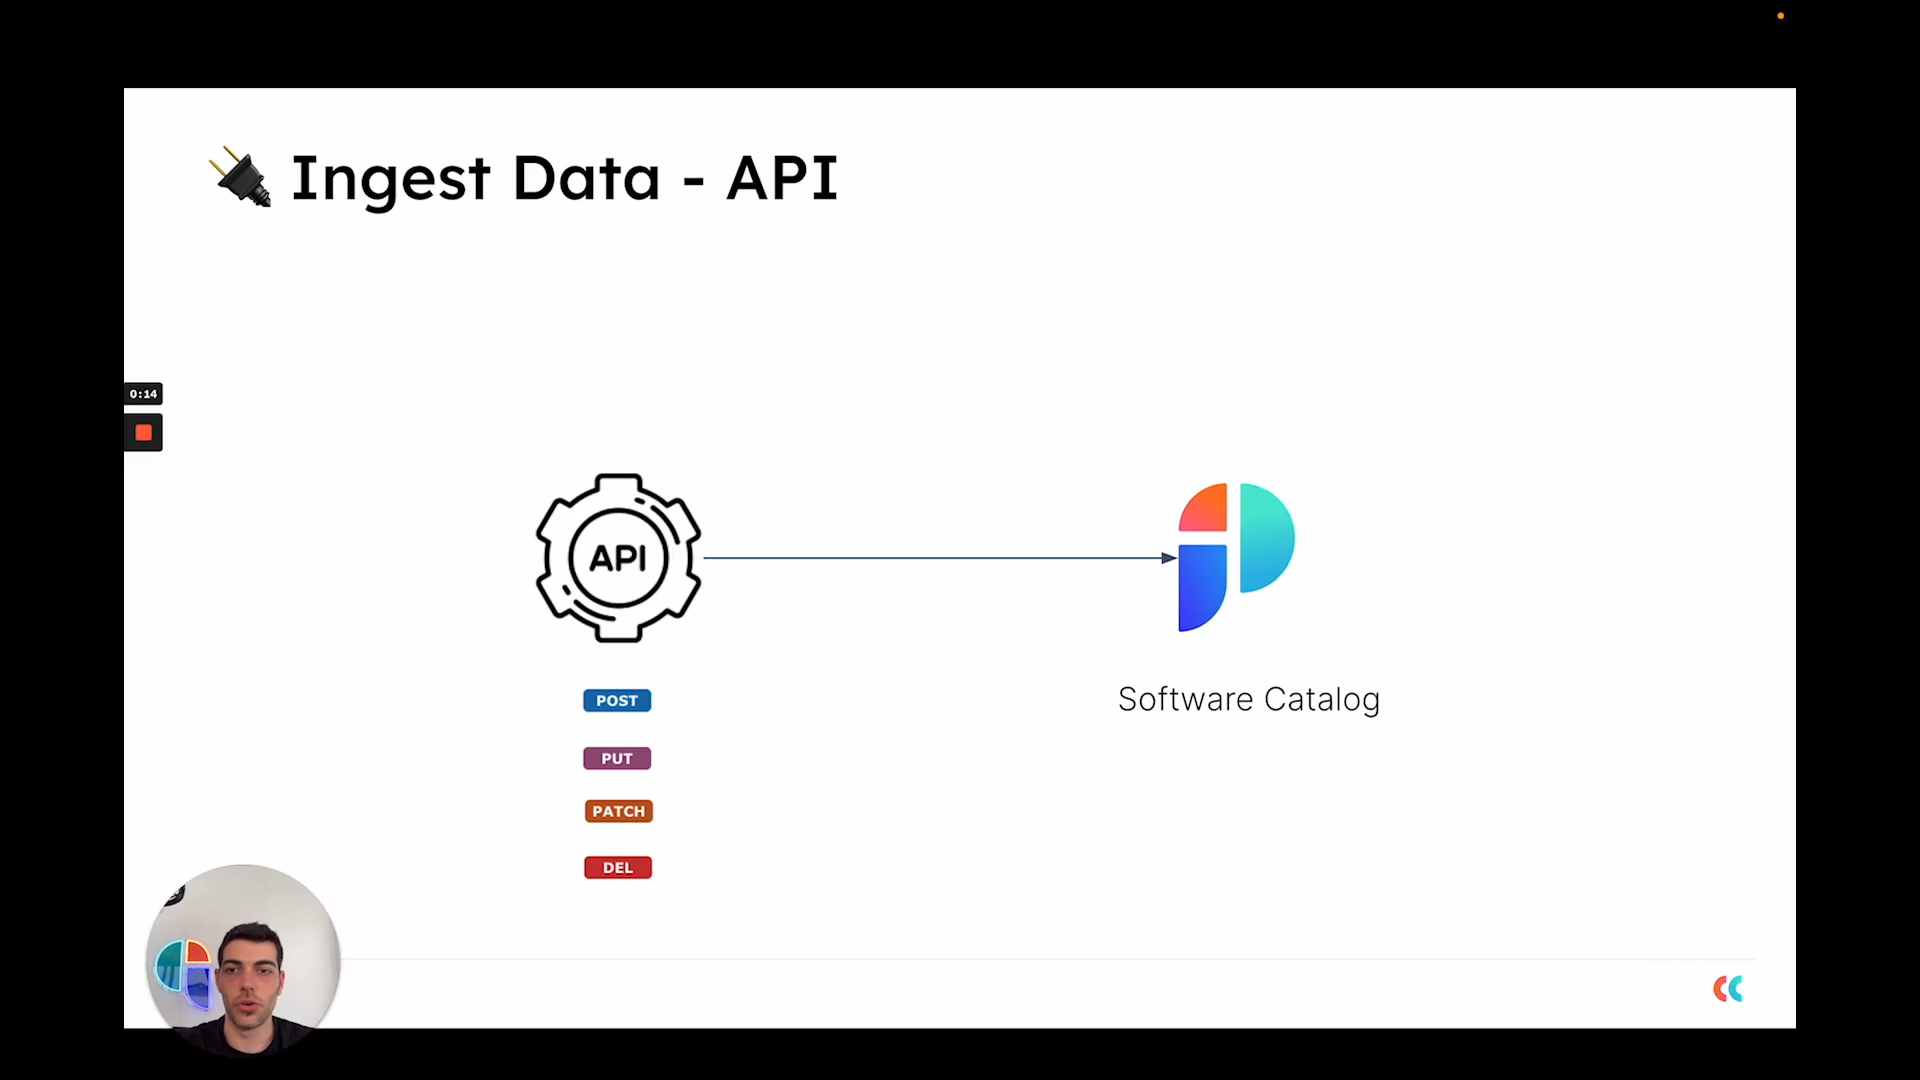 Ingest Data - API
0:14
API
POST
PUT
PATCH
DEL
Software Catalog